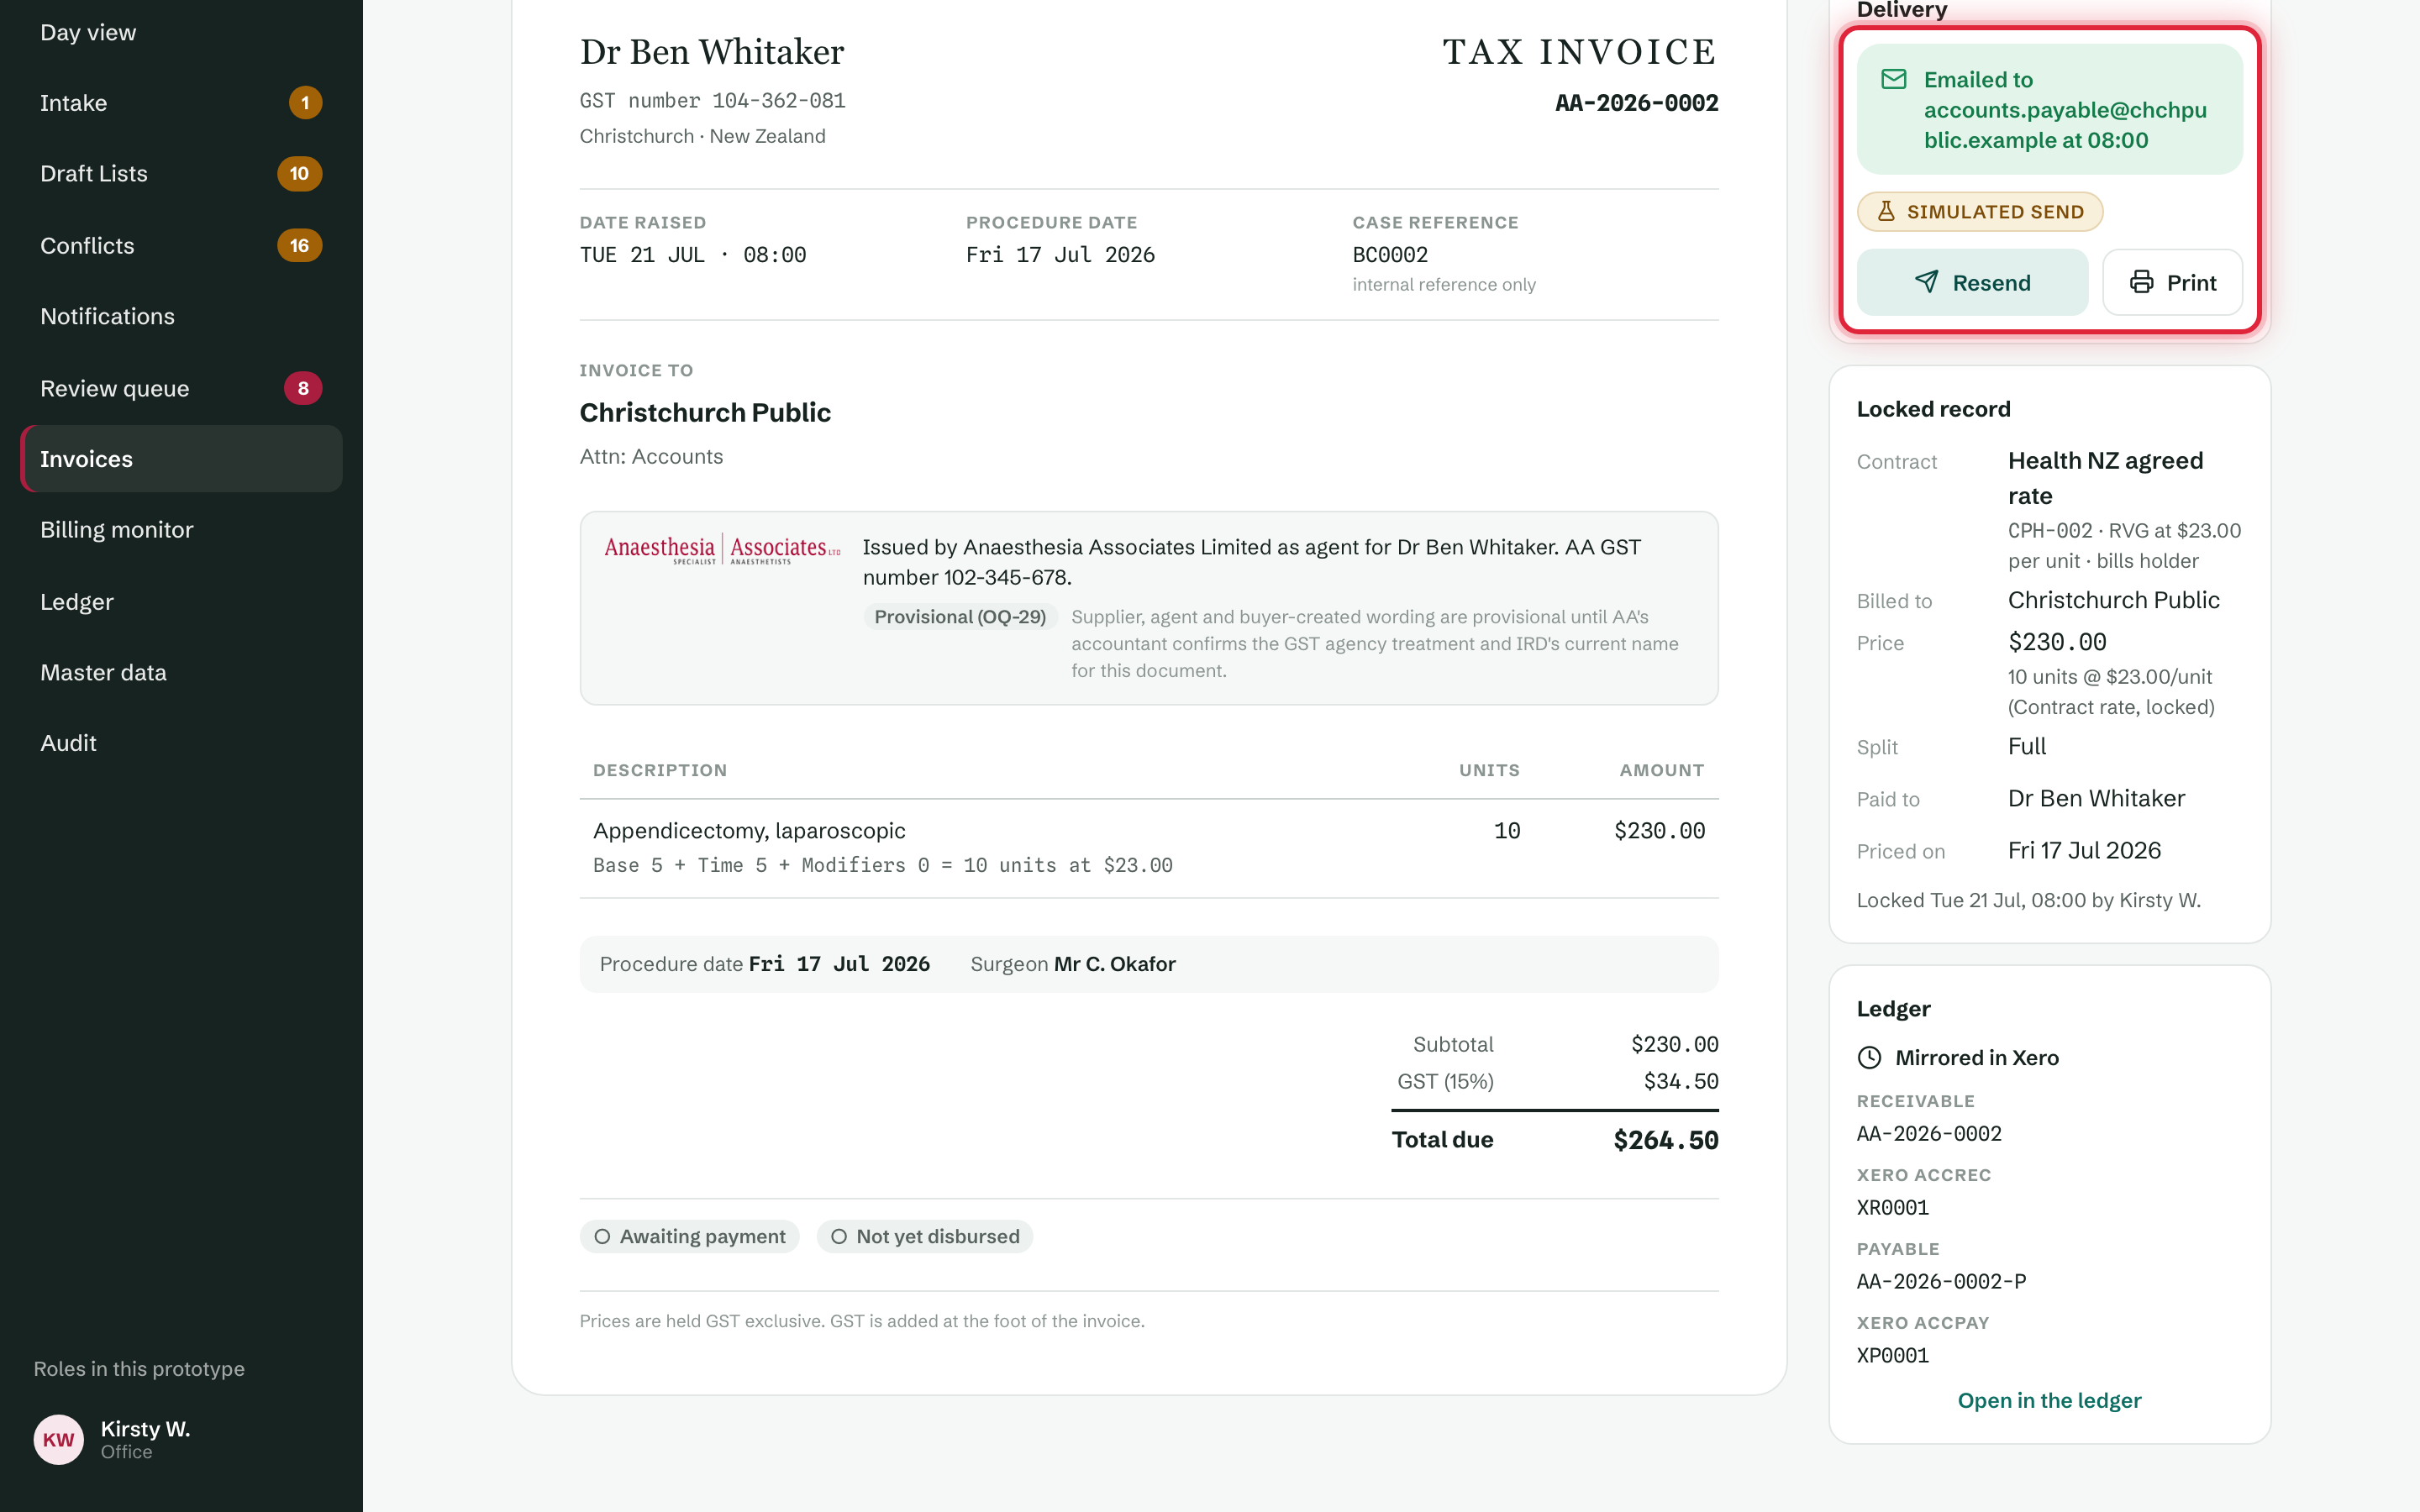 Day view
Intake
1
Draft Lists
10
Conflicts
16
Notifications
Review queue
8
Invoices
Billing monitor
Ledger
Master data
Audit
Roles in this prototype
KW
Kirsty W.
Office
Dr Ben Whitaker
GST number 104-362-081
Christchurch · New Zealand
TAX INVOICE
AA-2026-0002
DATE RAISED
TUE 21 JUL · 08:00
PROCEDURE DATE
Fri 17 Jul 2026
CASE REFERENCE
BC0002
internal reference only
INVOICE TO
Christchurch Public
Attn: Accounts
Anaesthesia Associates LTD
SPECIALIST ANAESTHETISTS
Issued by Anaesthesia Associates Limited as agent for Dr Ben Whitaker. AA GST
number 102-345-678.
Provisional (OQ-29)
Supplier, agent and buyer-created wording are provisional until AA's
accountant confirms the GST agency treatment and IRD's current name
for this document.
DESCRIPTION UNITS AMOUNT
Appendicectomy, laparoscopic 10 $230.00
Base 5 + Time 5 + Modifiers 0 = 10 units at $23.00
Procedure date Fri 17 Jul 2026 Surgeon Mr C. Okafor
Subtotal $230.00
GST (15%) $34.50
Total due $264.50
Awaiting payment
Not yet disbursed
Prices are held GST exclusive. GST is added at the foot of the invoice.
Delivery
Emailed to
accounts.payable@chchpu
blic.example at 08:00
SIMULATED SEND
Resend
Print
Locked record
Contract Health NZ agreed
rate
CPH-002 · RVG at $23.00
per unit · bills holder
Billed to Christchurch Public
Price $230.00
10 units @ $23.00/unit
(Contract rate, locked)
Split Full
Paid to Dr Ben Whitaker
Priced on Fri 17 Jul 2026
Locked Tue 21 Jul, 08:00 by Kirsty W.
Ledger
Mirrored in Xero
RECEIVABLE
AA-2026-0002
XERO ACCREC
XR0001
PAYABLE
AA-2026-0002-P
XERO ACCPAY
XP0001
Open in the ledger